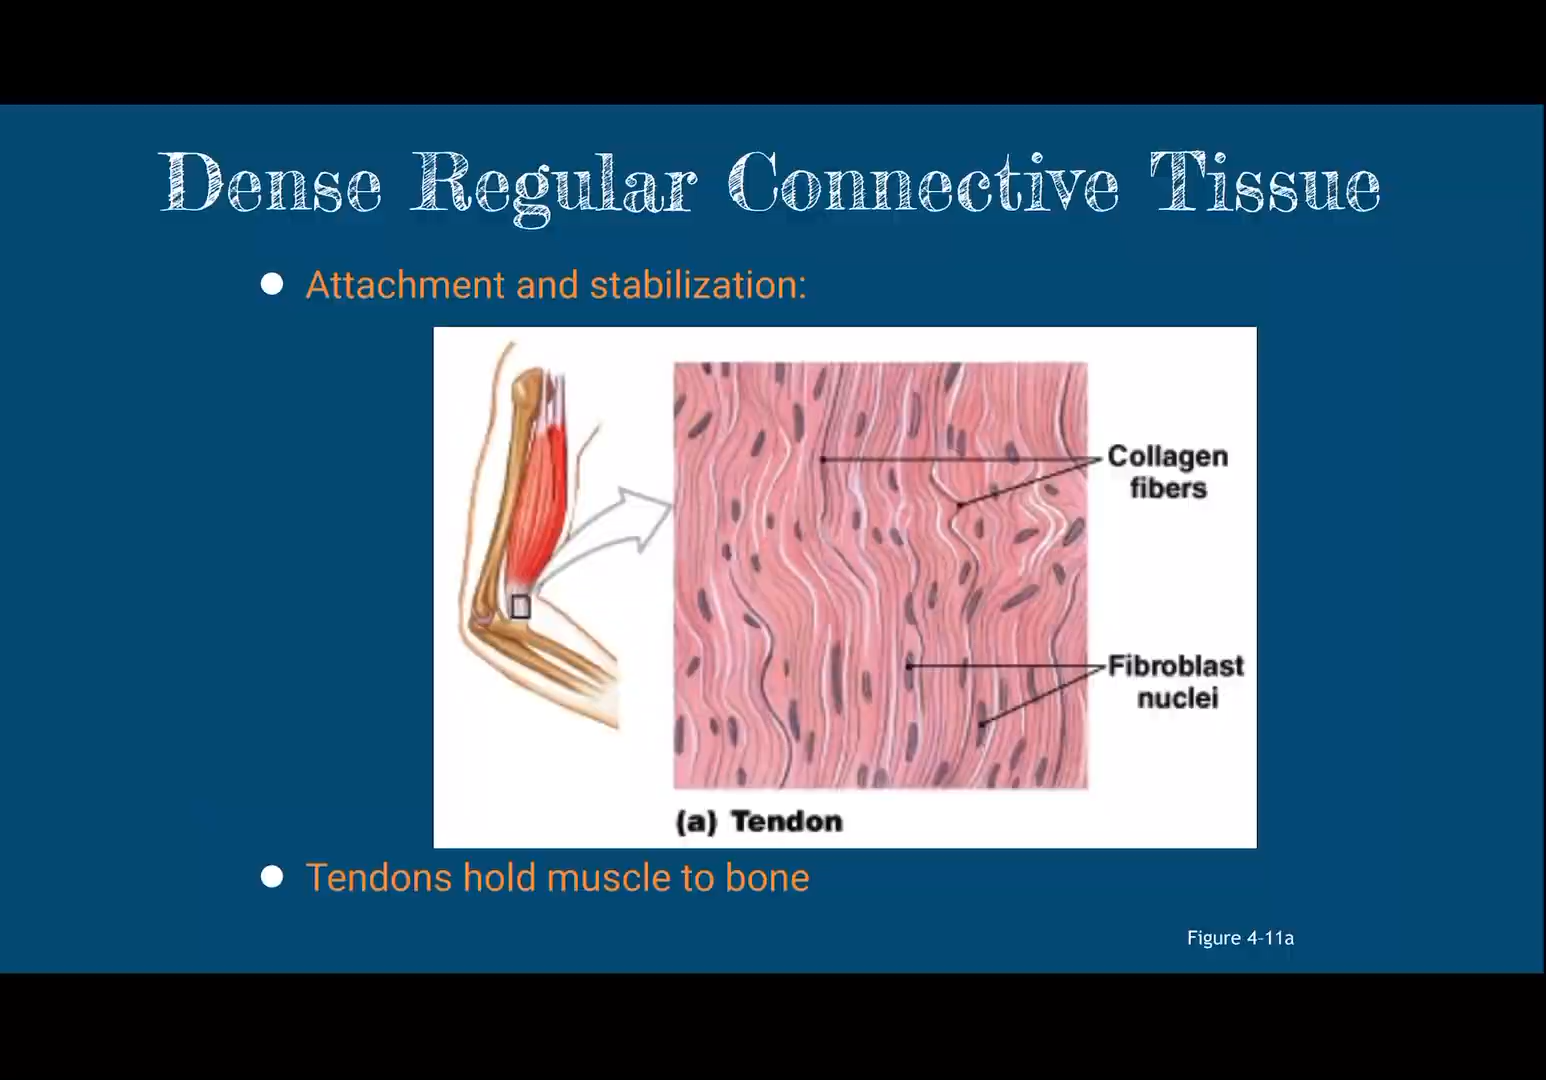 Dense Regular Connective Tissue
Attachment and stabilization:
Collagen
fibers
Fibroblast
nuclei
(a) Tendon
Tendons hold muscle to bone
Figure 4-11a